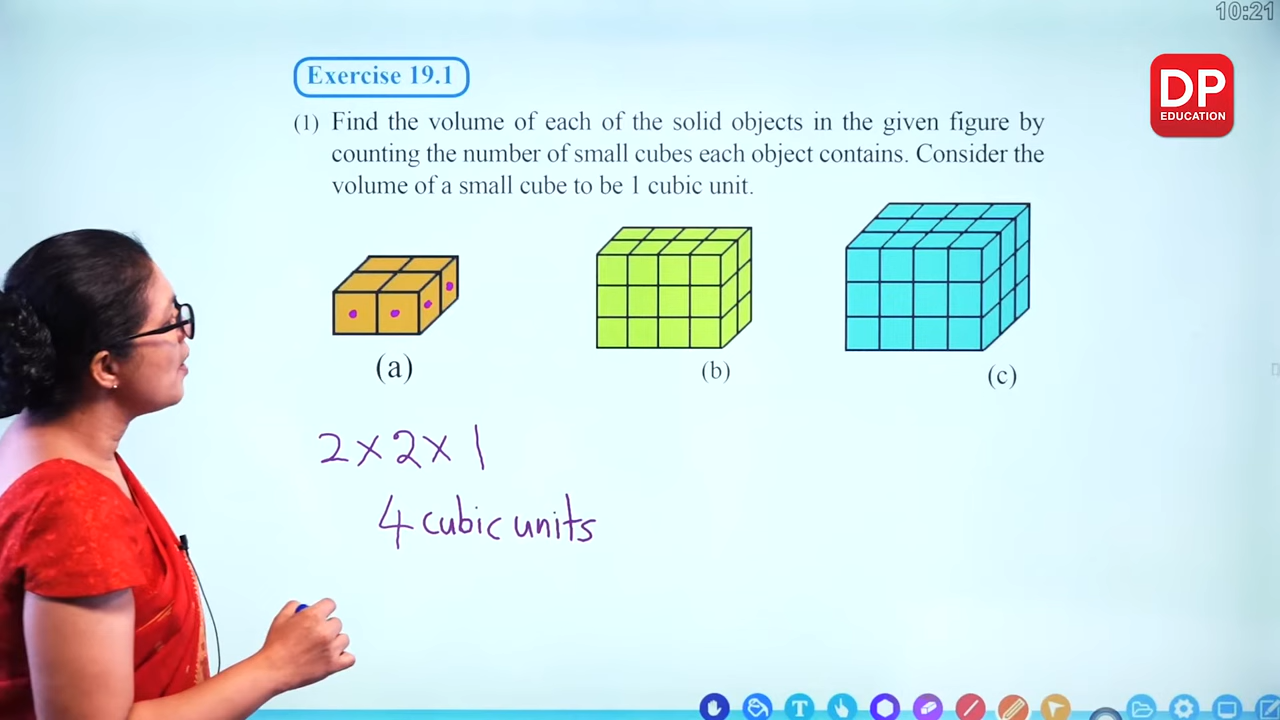 10:21
DP
EDUCATION
Exercise 19.1
(1) Find the volume of each of the solid objects in the given figure by
counting the number of small cubes each object contains. Consider the
volume of a small cube to be 1 cubic unit.
(a)
(b)
(c)
2 × 2 × 1
4 cubic units
T